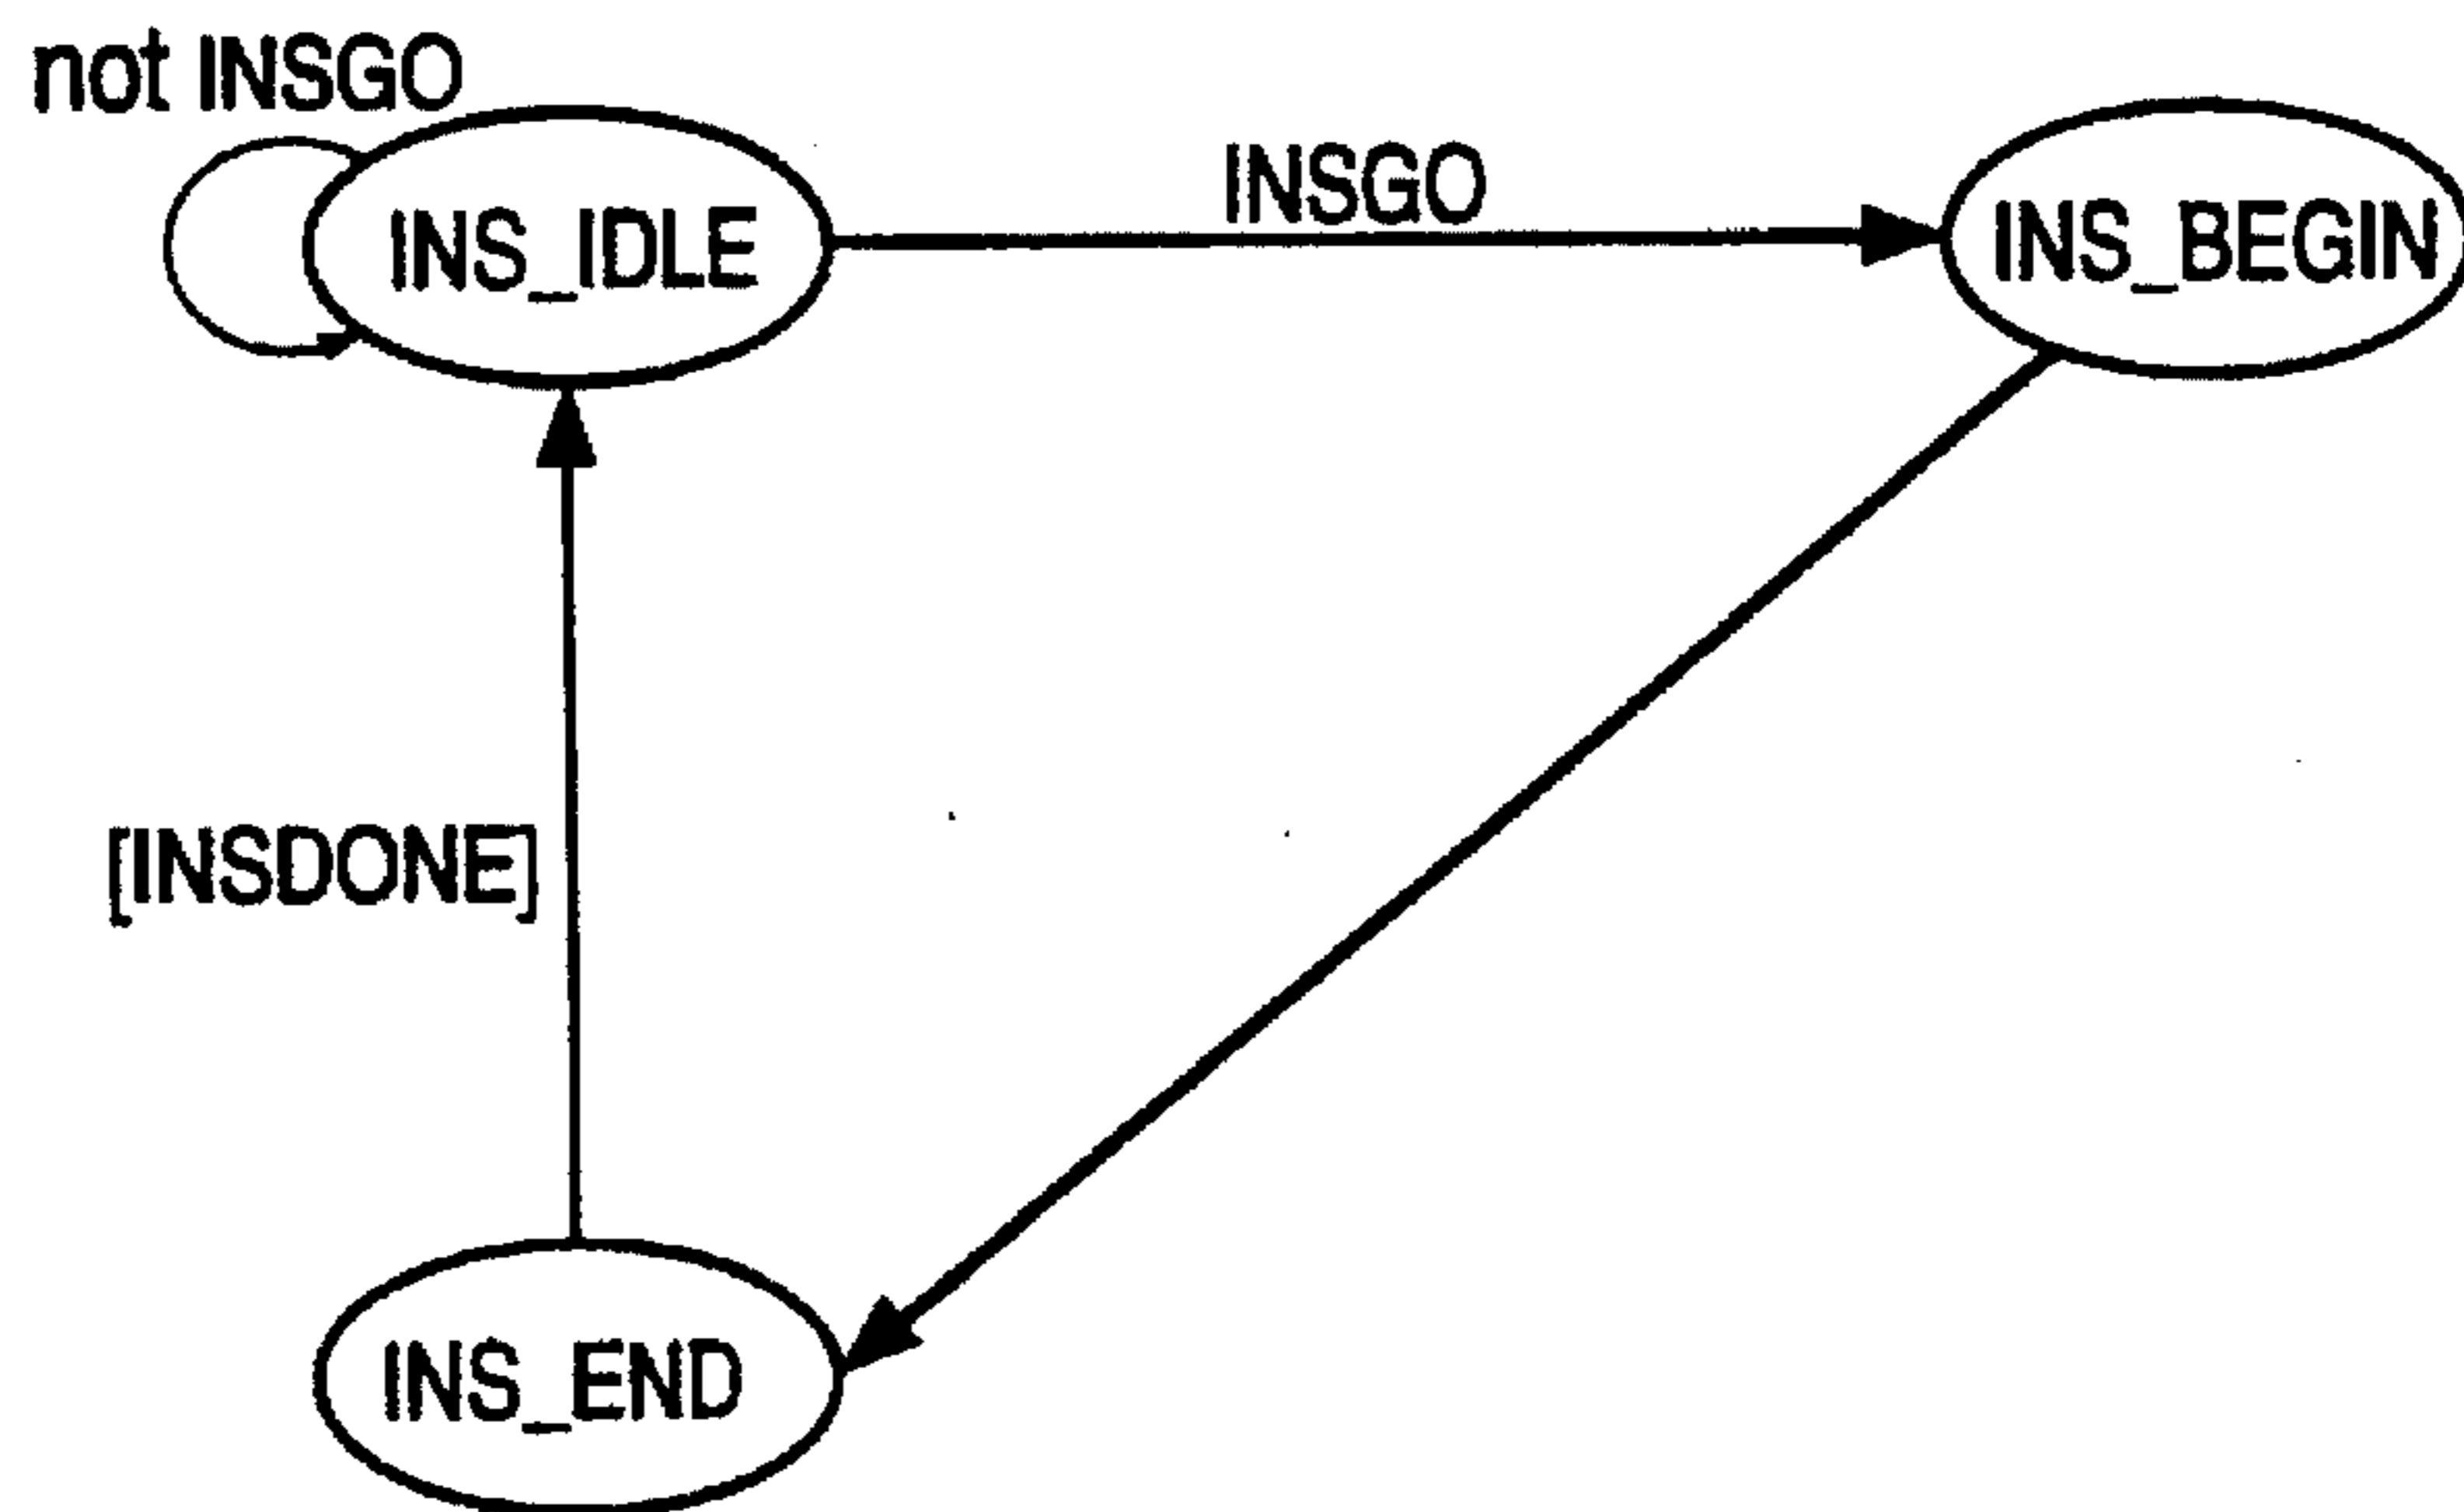 not INSGO
INS_IDLE
INSGO
INS_BEGIN
[INSDONE]
INS_END